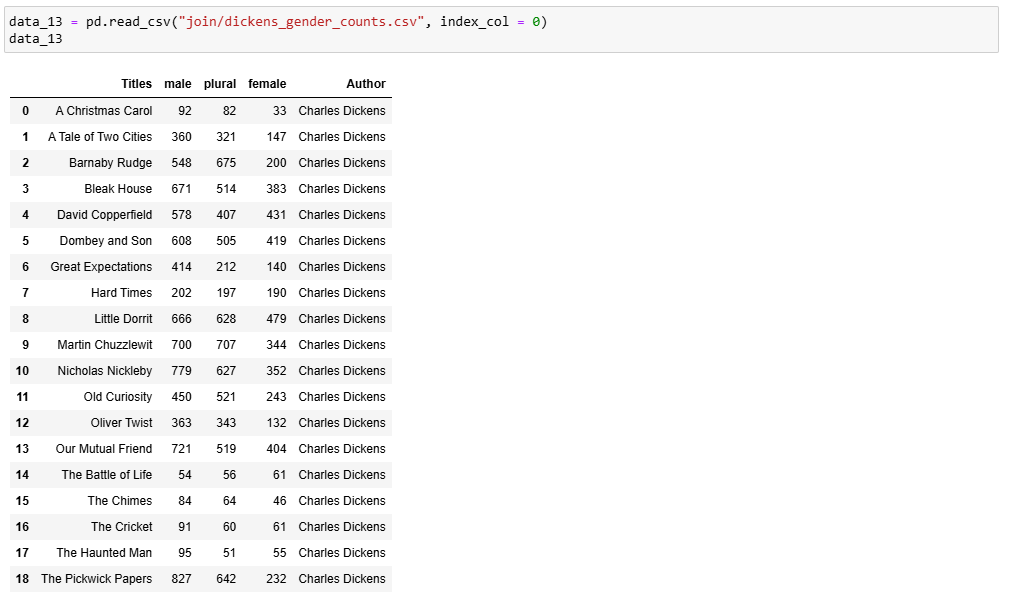 data_13 = pd.read_csv("join/dickens_gender_counts.csv", index_col = 0)
data_13
Titles male plural female Author
0 A Christmas Carol 92 82 33 Charles Dickens
1 A Tale of Two Cities 360 321 147 Charles Dickens
2 Barnaby Rudge 548 675 200 Charles Dickens
3 Bleak House 671 514 383 Charles Dickens
4 David Copperfield 578 407 431 Charles Dickens
5 Dombey and Son 608 505 419 Charles Dickens
6 Great Expectations 414 212 140 Charles Dickens
7 Hard Times 202 197 190 Charles Dickens
8 Little Dorrit 666 628 479 Charles Dickens
9 Martin Chuzzlewit 700 707 344 Charles Dickens
10 Nicholas Nickleby 779 627 352 Charles Dickens
11 Old Curiosity 450 521 243 Charles Dickens
12 Oliver Twist 363 343 132 Charles Dickens
13 Our Mutual Friend 721 519 404 Charles Dickens
14 The Battle of Life 54 56 61 Charles Dickens
15 The Chimes 84 64 46 Charles Dickens
16 The Cricket 91 60 61 Charles Dickens
17 The Haunted Man 95 51 55 Charles Dickens
18 The Pickwick Papers 827 642 232 Charles Dickens